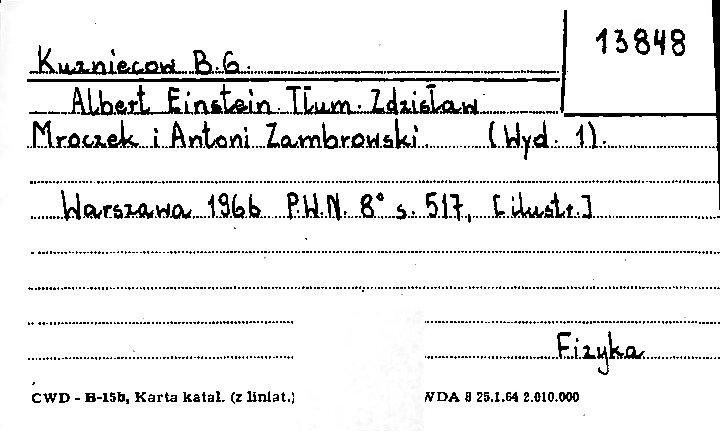 13848
Kuzniecow B.G.
Albert Einstein. Tłum. Zdzisław
Mroczek i Antoni Zambrowski. (Wyd. 1).
Warszawa 1966 P.W.N. 8° s. 517, [ilustr.]
Fizyka
CWD - B-15b, Karta katal. (z liniat.) WDA 8 25.1.64 2.010.000